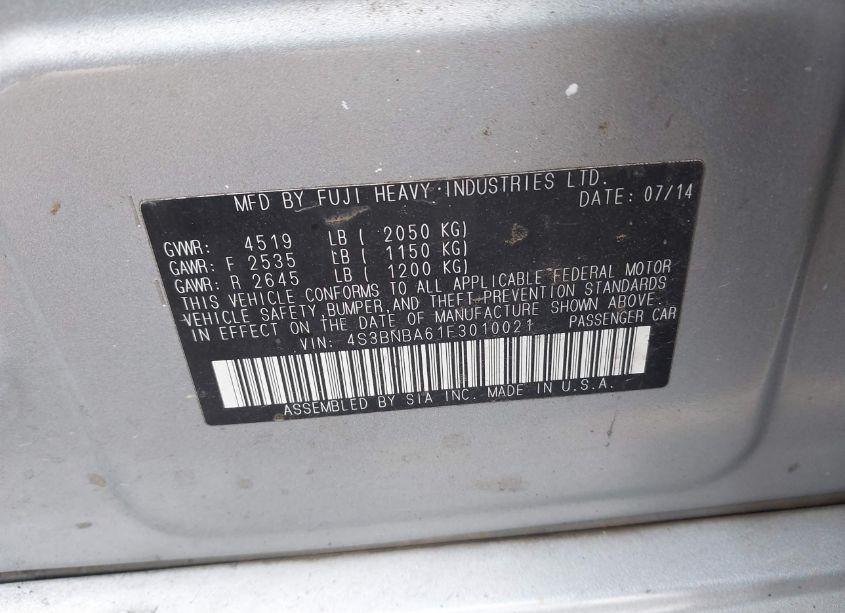 MFD BY FUJI HEAVY INDUSTRIES LTD.
DATE: 07/14
GVWR: 4519 LB ( 2050 KG)
GAWR: F 2535 LB ( 1150 KG)
GAWR: R 2645 LB ( 1200 KG)
THIS VEHICLE CONFORMS TO ALL APPLICABLE FEDERAL MOTOR
VEHICLE SAFETY, BUMPER, AND THEFT PREVENTION STANDARDS
IN EFFECT ON THE DATE OF MANUFACTURE SHOWN ABOVE.
VIN: 4S3BNBA61F3010021 PASSENGER CAR
ASSEMBLED BY SIA INC. MADE IN U.S.A.